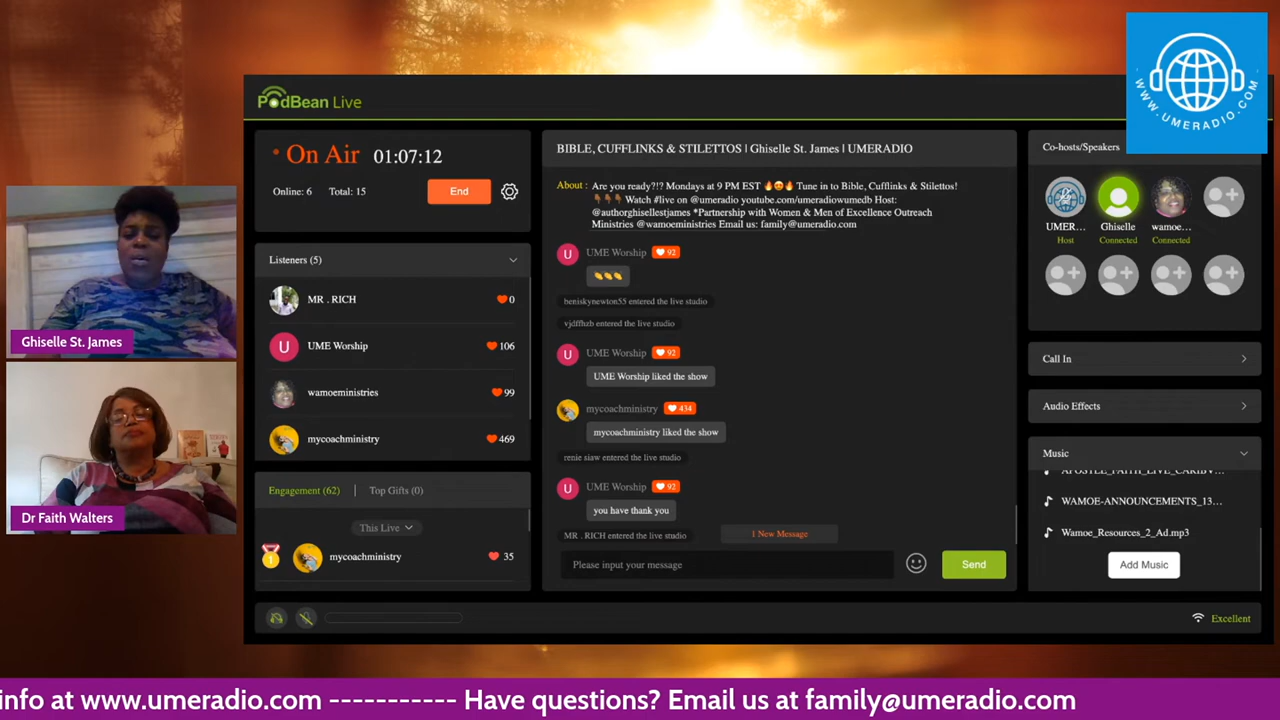 WWW.UMERADIO.COM
PodBean Live
On Air 01:07:12
Online: 6 Total: 15
End
Listeners (5)
MR . RICH
0
U
UME Worship
106
wamoeministries
99
mycoachministry
469
Engagement (62) | Top Gifts (0)
This Live
1
mycoachministry
35
BIBLE, CUFFLINKS & STILETTOS | Ghiselle St. James | UMERADIO
About : Are you ready?!? Mondays at 9 PM EST 🔥😍🔥 Tune in to Bible, Cufflinks & Stilettos!
👇🏾👇🏾👇🏾 Watch #live on @umeradio youtube.com/umeradiowumedb Host:
@authorghisellestjames *Partnership with Women & Men of Excellence Outreach
Ministries @wamoeministries Email us: family@umeradio.com
U
UME Worship 92
👏👏👏
beniskynewton55 entered the live studio
vjdffhzb entered the live studio
U
UME Worship 92
UME Worship liked the show
mycoachministry 434
mycoachministry liked the show
renie siaw entered the live studio
U
UME Worship 92
you have thank you
MR . RICH entered the live studio
1 New Message
Please input your message
Send
Co-hosts/Speakers
UMER...
Host
Ghiselle
Connected
wamoe...
Connected
Call In
Audio Effects
Music
APOSTLE_FAITH_LIVE_CARIBV...
WAMOE-ANNOUNCEMENTS_13...
Wamoe_Resources_2_Ad.mp3
Add Music
Excellent
Ghiselle St. James
Dr Faith Walters
info at www.umeradio.com ----------- Have questions? Email us at family@umeradio.com